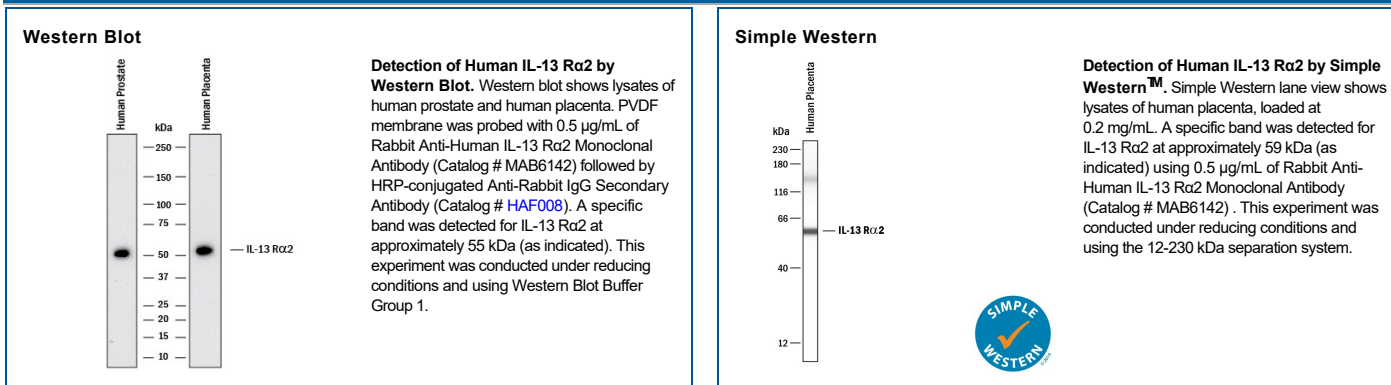 Western Blot
Human Prostate
Human Placenta
kDa
250
150
100
75
50
37
25
20
15
10
IL-13 Rα2
Detection of Human IL-13 Rα2 by
Western Blot. Western blot shows lysates of
human prostate and human placenta. PVDF
membrane was probed with 0.5 µg/mL of
Rabbit Anti-Human IL-13 Rα2 Monoclonal
Antibody (Catalog # MAB6142) followed by
HRP-conjugated Anti-Rabbit IgG Secondary
Antibody (Catalog # HAF008). A specific
band was detected for IL-13 Rα2 at
approximately 55 kDa (as indicated). This
experiment was conducted under reducing
conditions and using Western Blot Buffer
Group 1.
Simple Western
Human Placenta
kDa
230
180
116
66
40
12
IL-13 Rα2
SIMPLE
WESTERN
Detection of Human IL-13 Rα2 by Simple
Western™. Simple Western lane view shows
lysates of human placenta, loaded at
0.2 mg/mL. A specific band was detected for
IL-13 Rα2 at approximately 59 kDa (as
indicated) using 0.5 µg/mL of Rabbit Anti-
Human IL-13 Rα2 Monoclonal Antibody
(Catalog # MAB6142) . This experiment was
conducted under reducing conditions and
using the 12-230 kDa separation system.